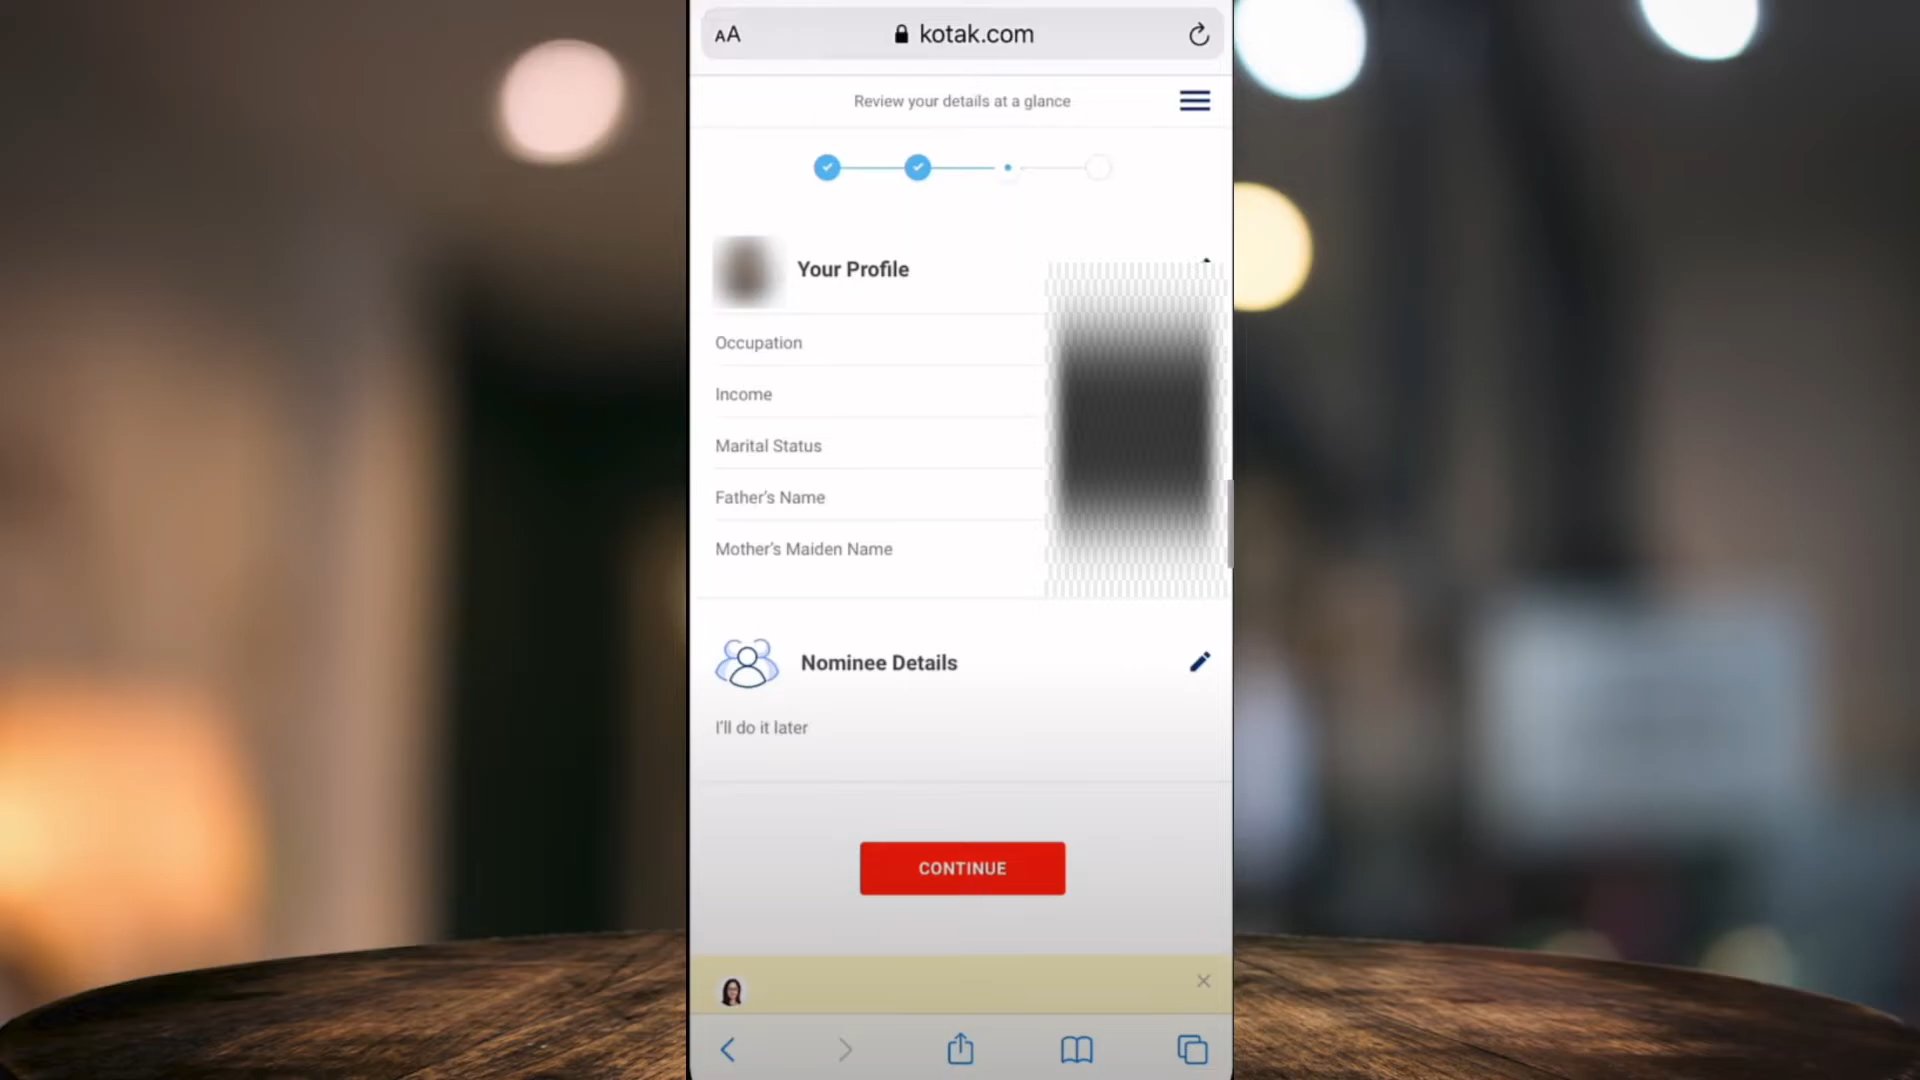 AA kotak.com
Review your details at a glance
Your Profile
Occupation
Income
Marital Status
Father's Name
Mother's Maiden Name
Nominee Details
I'll do it later
CONTINUE